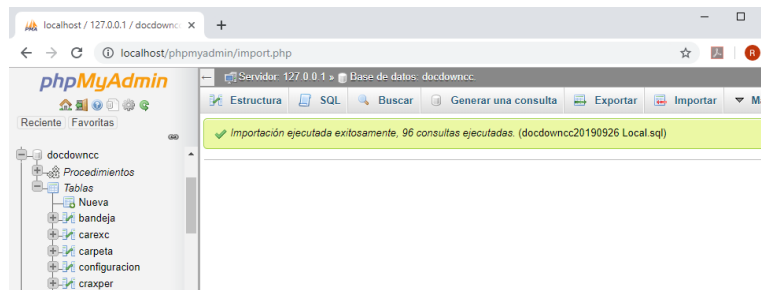 localhost / 127.0.0.1 / docdowncc
localhost/phpmyadmin/import.php
R
phpMyAdmin
Reciente Favoritas
Servidor: 127.0.0.1 » Base de datos: docdowncc
Estructura SQL Buscar Generar una consulta Exportar Importar M
Importación ejecutada exitosamente, 96 consultas ejecutadas. (docdowncc20190926 Local.sql)
docdowncc
Procedimientos
Tablas
Nueva
bandeja
carexc
carpeta
configuracion
craxper